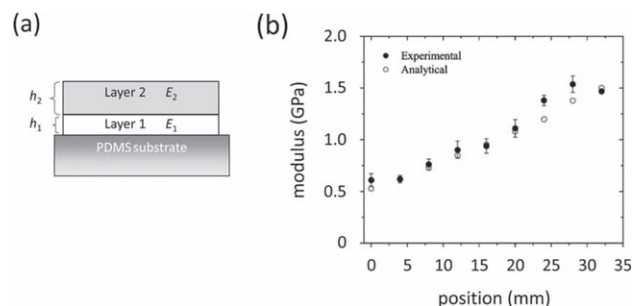 (a)
h2
h1
Layer 2 E2
Layer 1 E1
PDMS substrate
(b)
modulus (GPa)
2.0
1.5
1.0
0.5
0
Experimental
Analytical
0 5 10 15 20 25 30 35
position (mm)